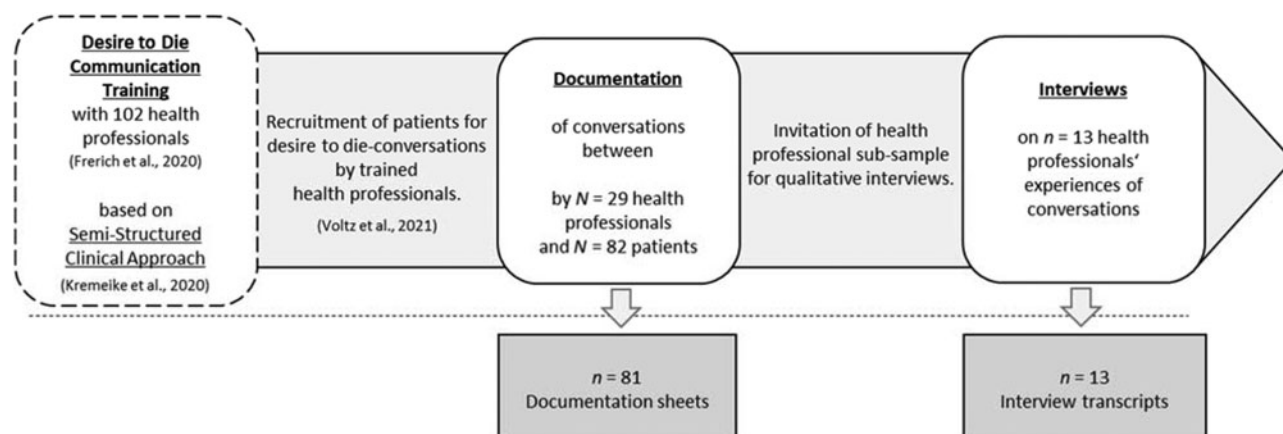 Desire to Die
Communication
Training
with 102 health
professionals
(Frerich et al., 2020)
based on
Semi-Structured
Clinical Approach
(Kremeike et al., 2020)
Recruitment of patients for
desire to die-conversations
by trained
health professionals.
(Voltz et al., 2021)
Documentation
of conversations
between
by N = 29 health
professionals
and N = 82 patients
Invitation of health
professional sub-sample
for qualitative interviews.
Interviews
on n = 13 health
professionals‘
experiences of
conversations
n = 81
Documentation sheets
n = 13
Interview transcripts